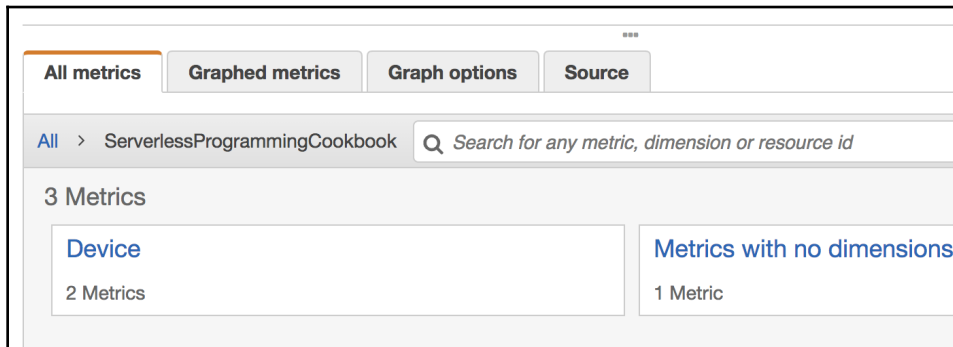 All metrics Graphed metrics Graph options Source
All > ServerlessProgrammingCookbook Search for any metric, dimension or resource id
3 Metrics
Device Metrics with no dimensions
2 Metrics 1 Metric